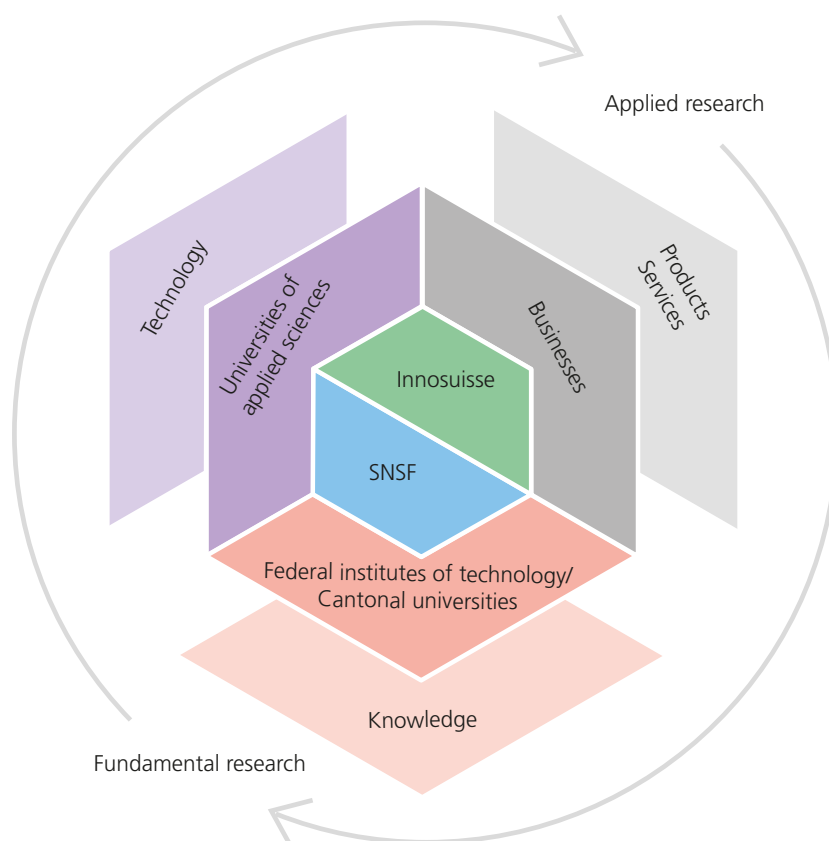 Applied research
Technology
Universities of
applied sciences
Businesses
Products
Services
Innosuisse
SNSF
Federal institutes of technology/
Cantonal universities
Knowledge
Fundamental research